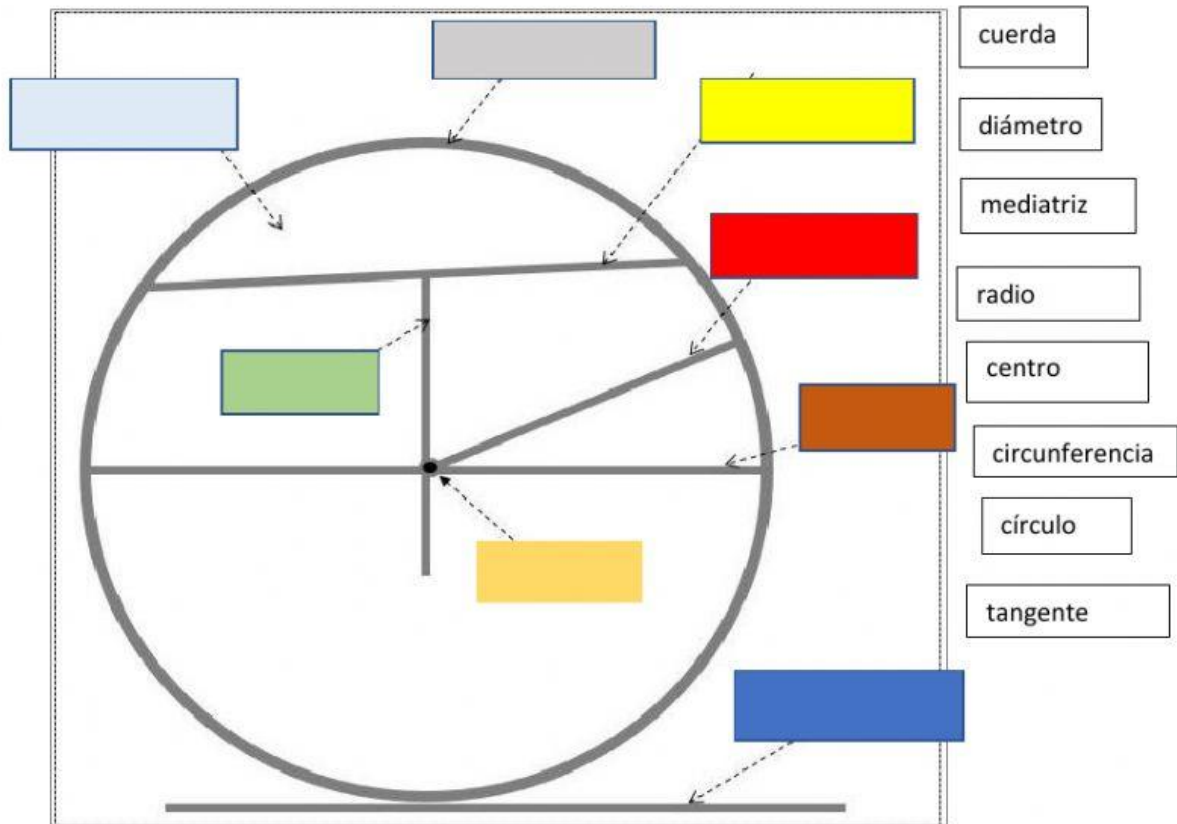 cuerda
diámetro
mediatriz
radio
centro
circunferencia
círculo
tangente